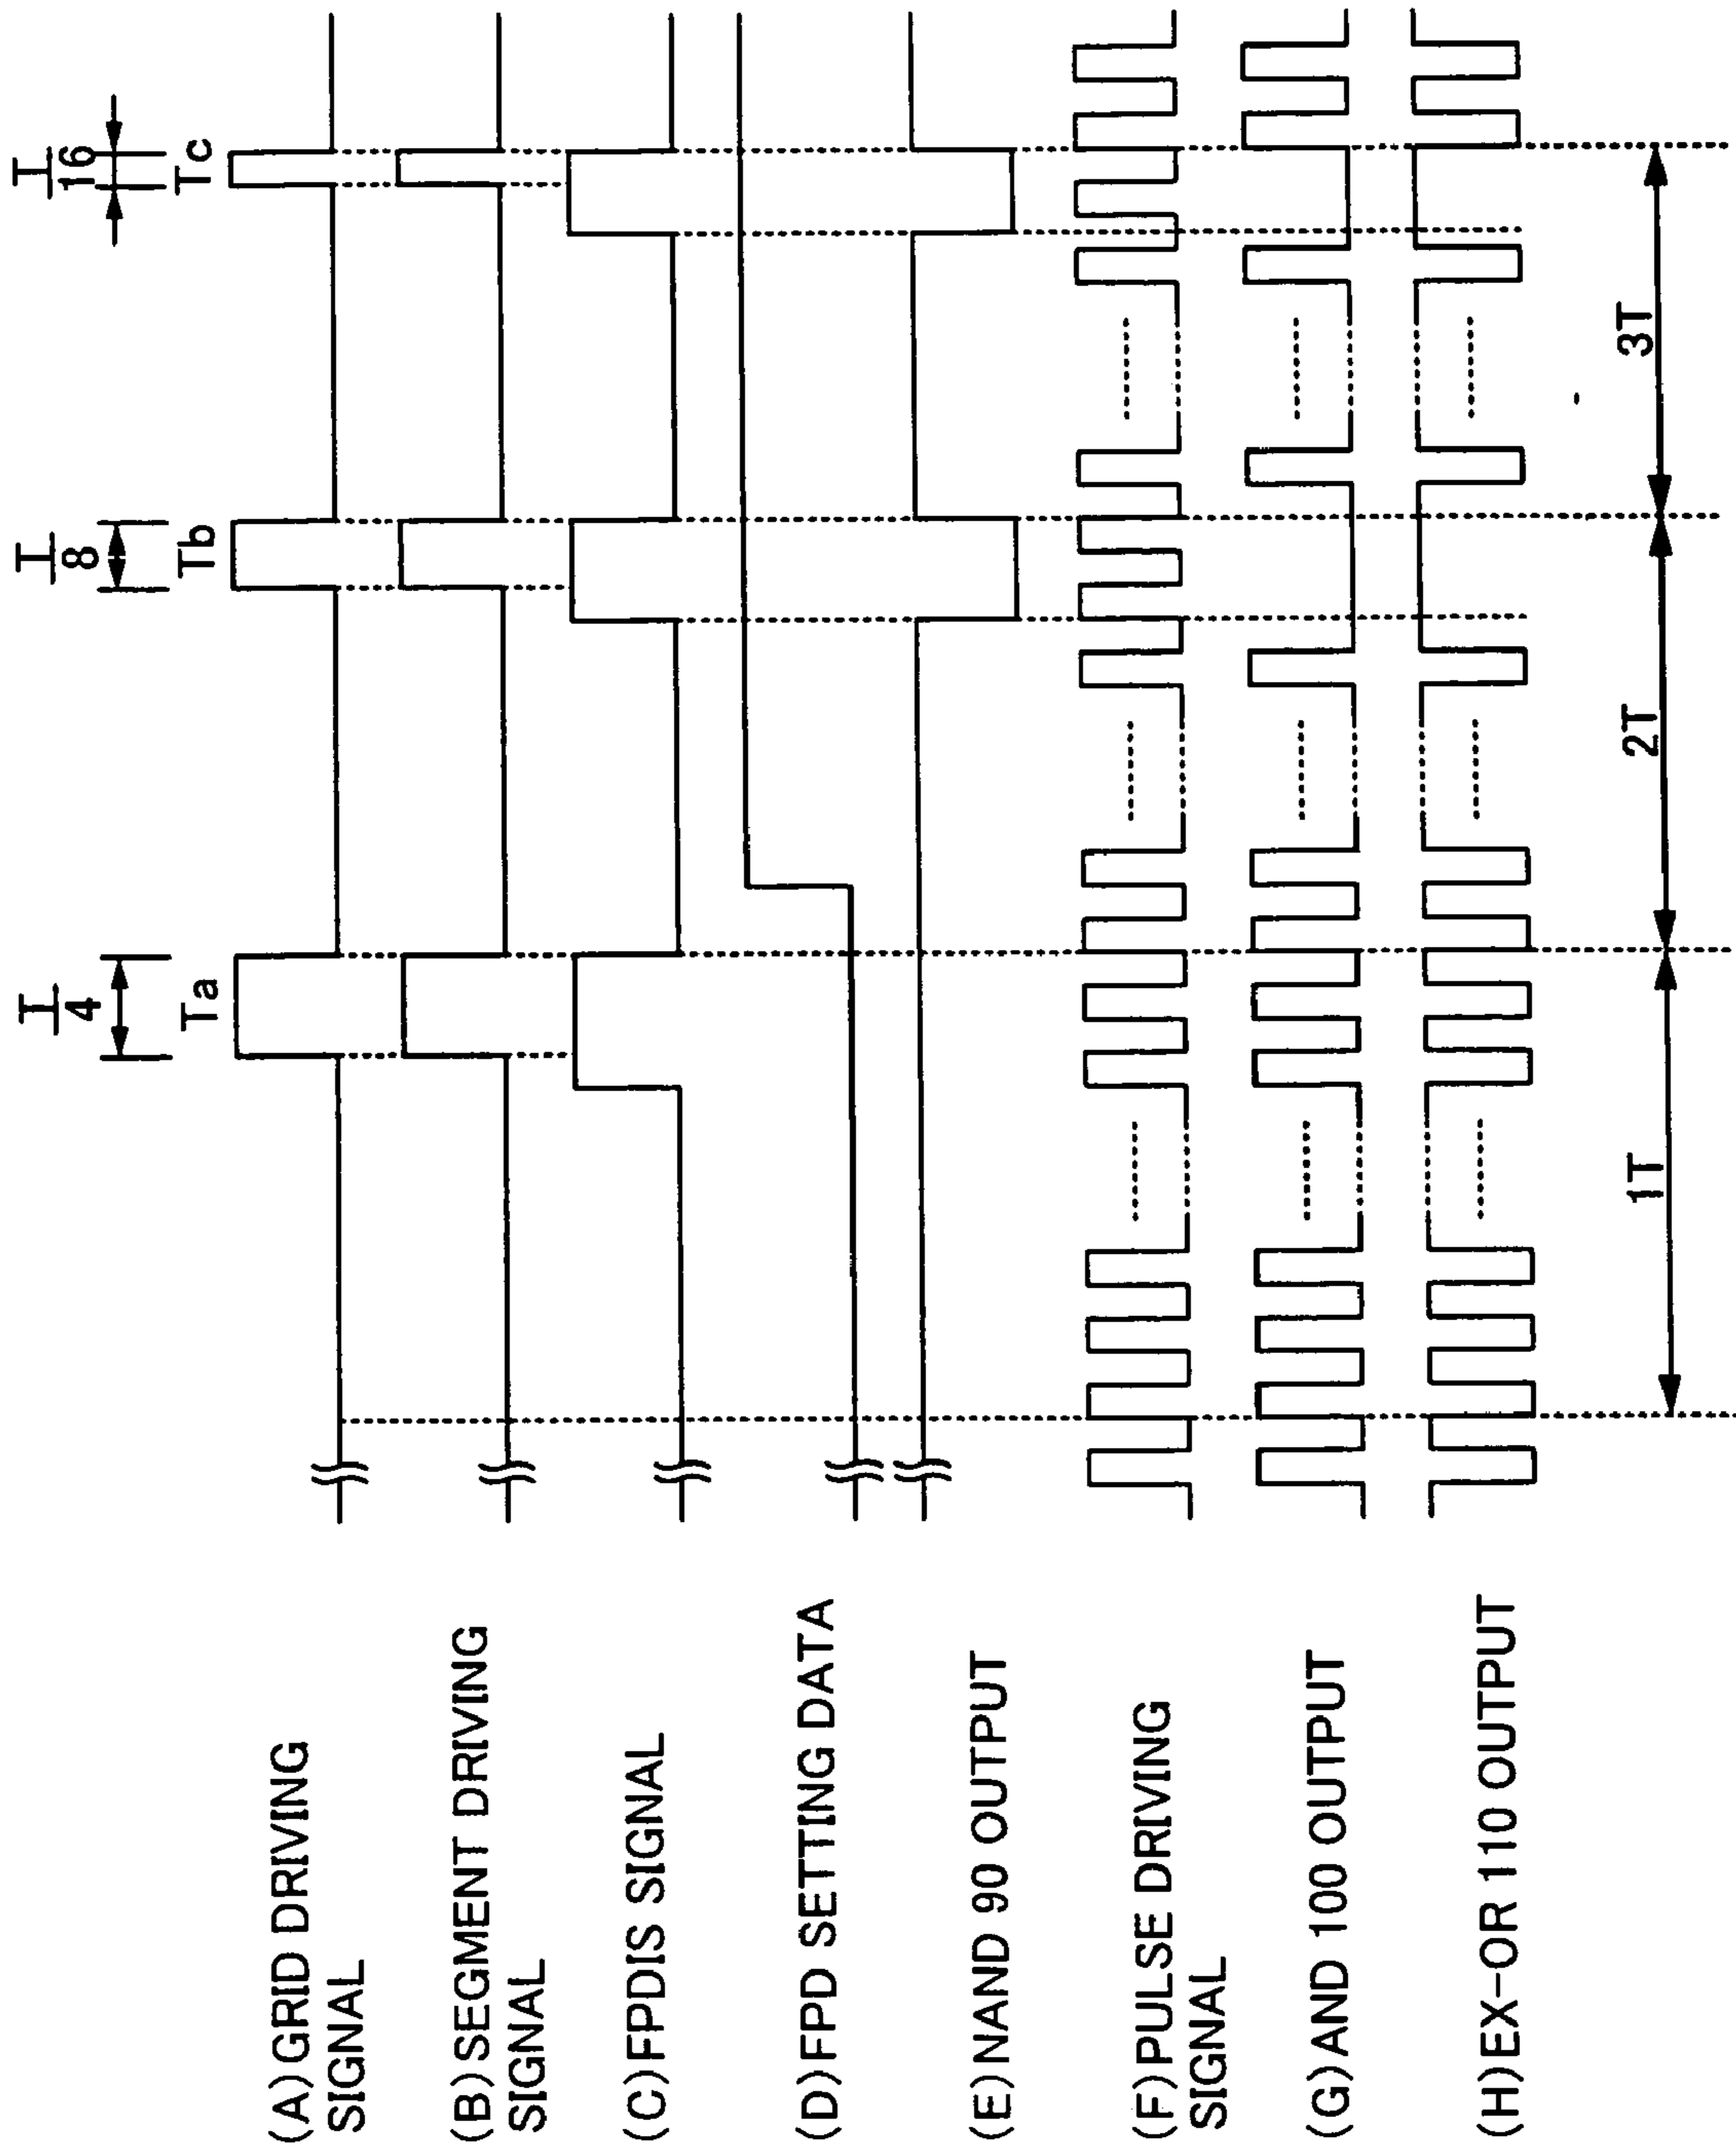 T
4
T
8
T
16
Ta
Tb
Tc
(A)GRID DRIVING
SIGNAL
(B)SEGMENT DRIVING
SIGNAL
(C)FPDIS SIGNAL
(D)FPD SETTING DATA
(E)NAND 90 OUTPUT
(F)PULSE DRIVING
SIGNAL
(G)AND 100 OUTPUT
(H)EX-OR 110 OUTPUT
1T
2T
3T